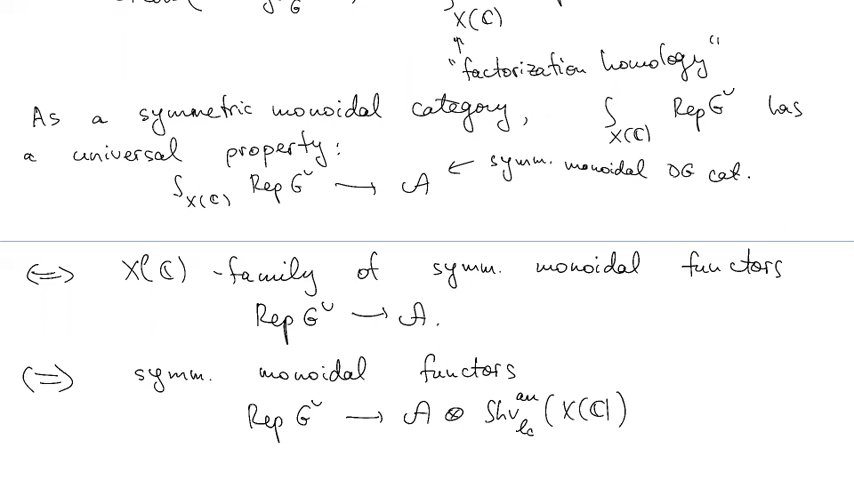 X(ℂ)
↑
"factorization homology"
As a symmetric monoidal category, ∫_{X(ℂ)} Rep Ğ has
a universal property:
∫_{X(ℂ)} Rep Ğ → A ← symm. monoidal DG cat.
⟺ X(ℂ)-family of symm. monoidal functors
Rep Ğ → A.
⟺ symm. monoidal functors
Rep Ğ → A ⊗ Shv^{an}_{lc}(X(ℂ))